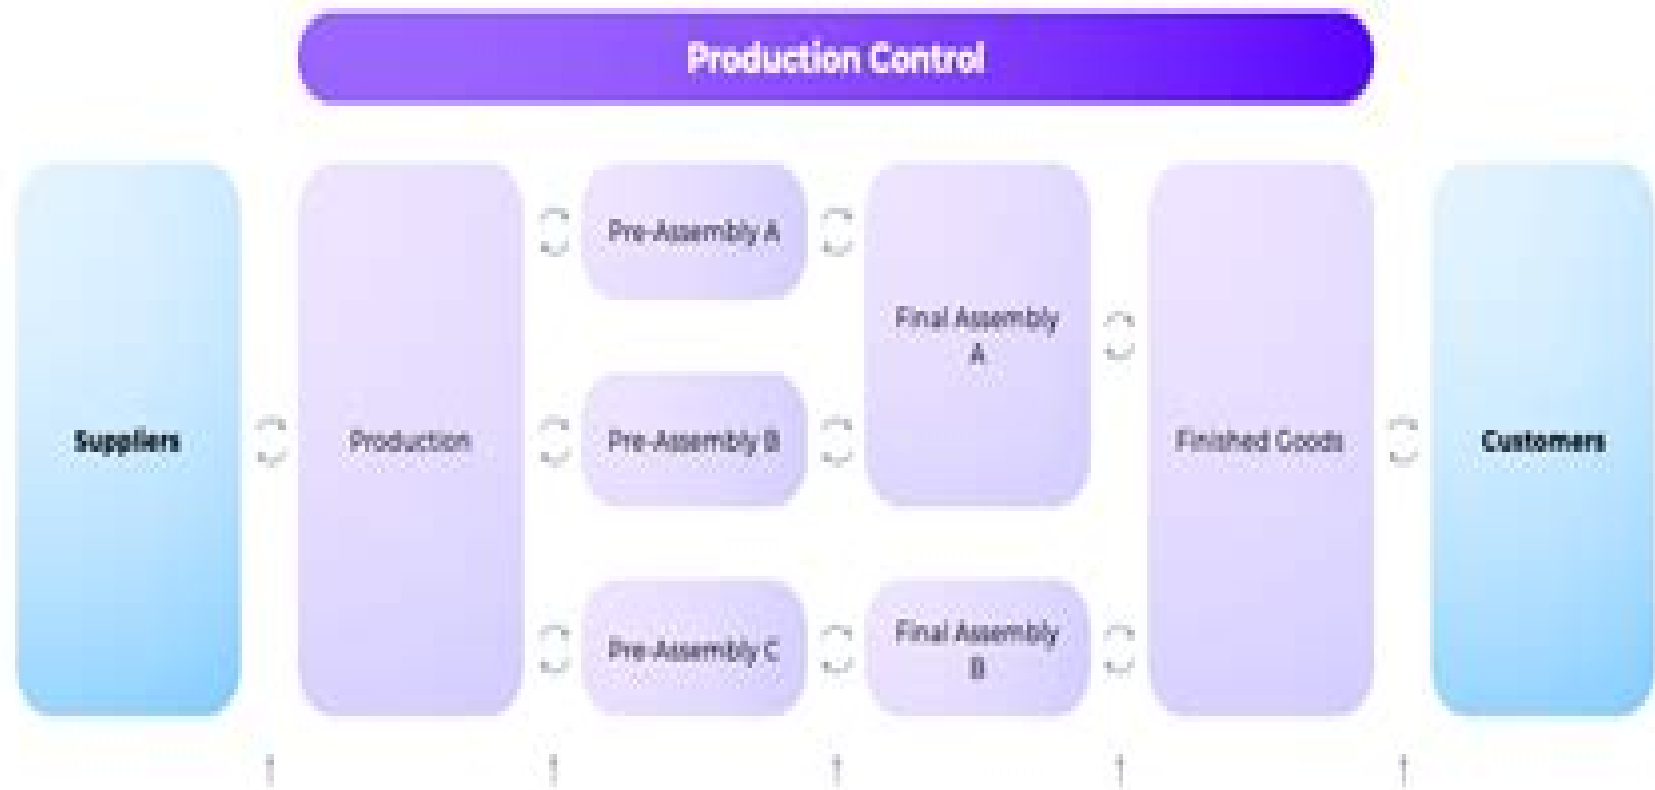 Production Control
Suppliers
Production
Pre-Assembly A
Pre-Assembly B
Pre-Assembly C
Final Assembly
A
Final Assembly
B
Finished Goods
Customers